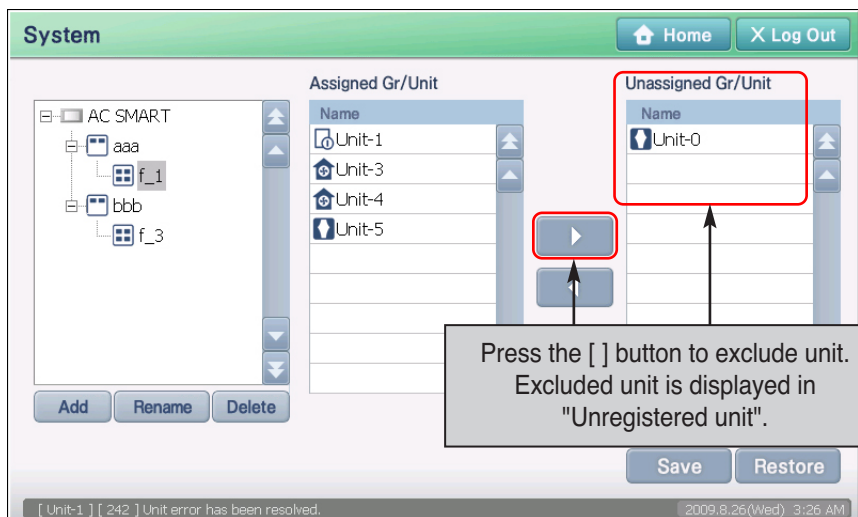 System
Home
X Log Out
Assigned Gr/Unit
Unassigned Gr/Unit
AC SMART
aaa
f_1
bbb
f_3
Name
Unit-1
Unit-3
Unit-4
Unit-5
Name
Unit-0
Press the [ ] button to exclude unit.
Excluded unit is displayed in
"Unregistered unit".
Add
Rename
Delete
Save
Restore
[ Unit-1 ] [ 242 ] Unit error has been resolved.
2009.8.26(Wed) 3:26 AM